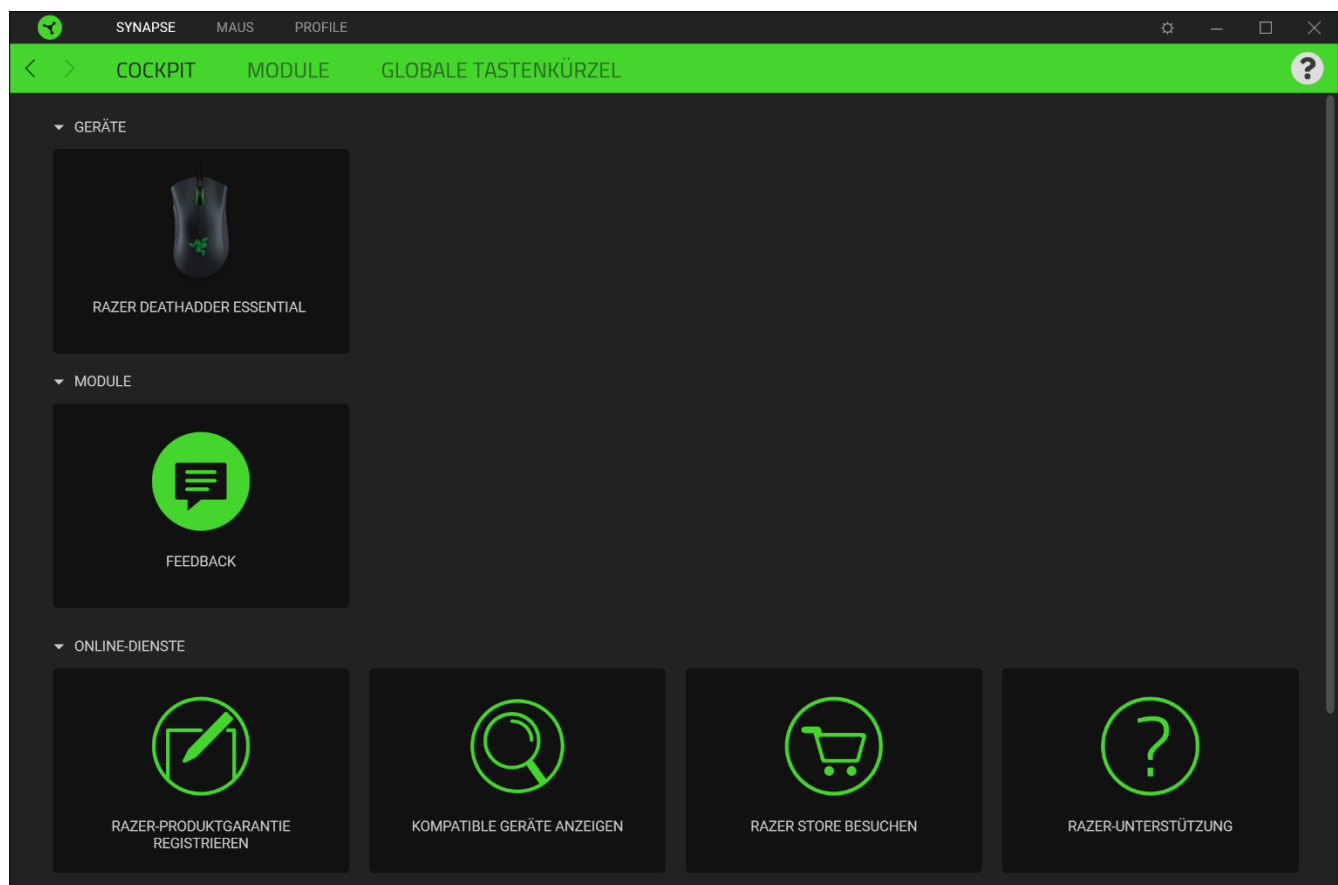 SYNAPSE MAUS PROFILE
COCKPIT MODULE GLOBALE TASTENKÜRZEL
GERÄTE
RAZER DEATHADDER ESSENTIAL
MODULE
FEEDBACK
ONLINE-DIENSTE
RAZER-PRODUKTGARANTIE
REGISTRIEREN
KOMPATIBLE GERÄTE ANZEIGEN
RAZER STORE BESUCHEN
RAZER-UNTERSTÜTZUNG